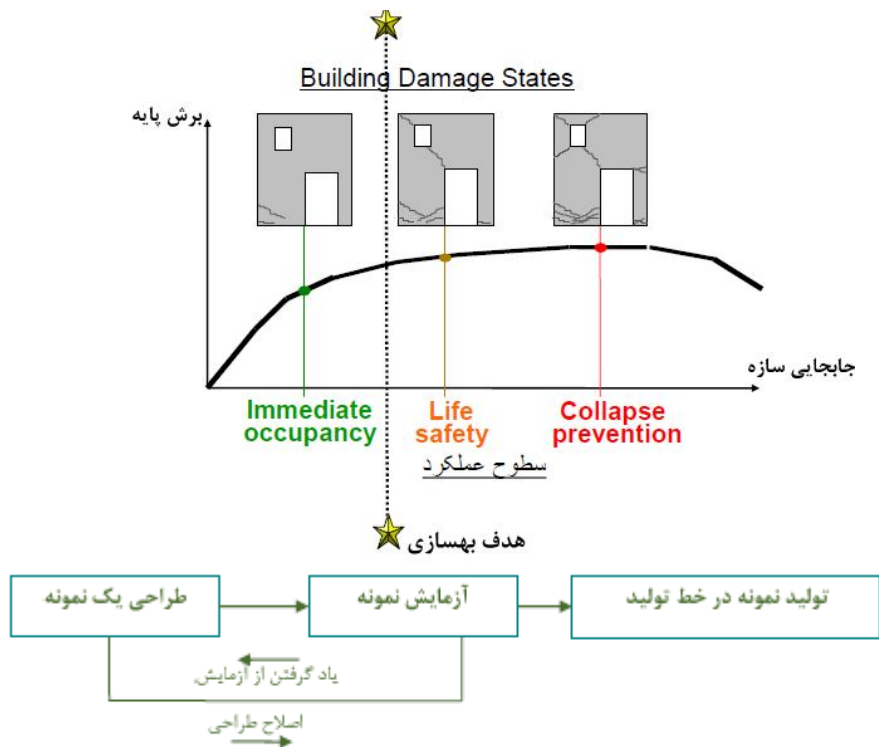 Building Damage States
برش پایه
جابجایی سازه
Immediate
occupancy
Life
safety
Collapse
prevention
سطوح عملکرد
هدف بهسازی
طراحی یک نمونه
آزمایش نمونه
تولید نمونه در خط تولید
یاد گرفتن از آزمایش
اصلاح طراحی